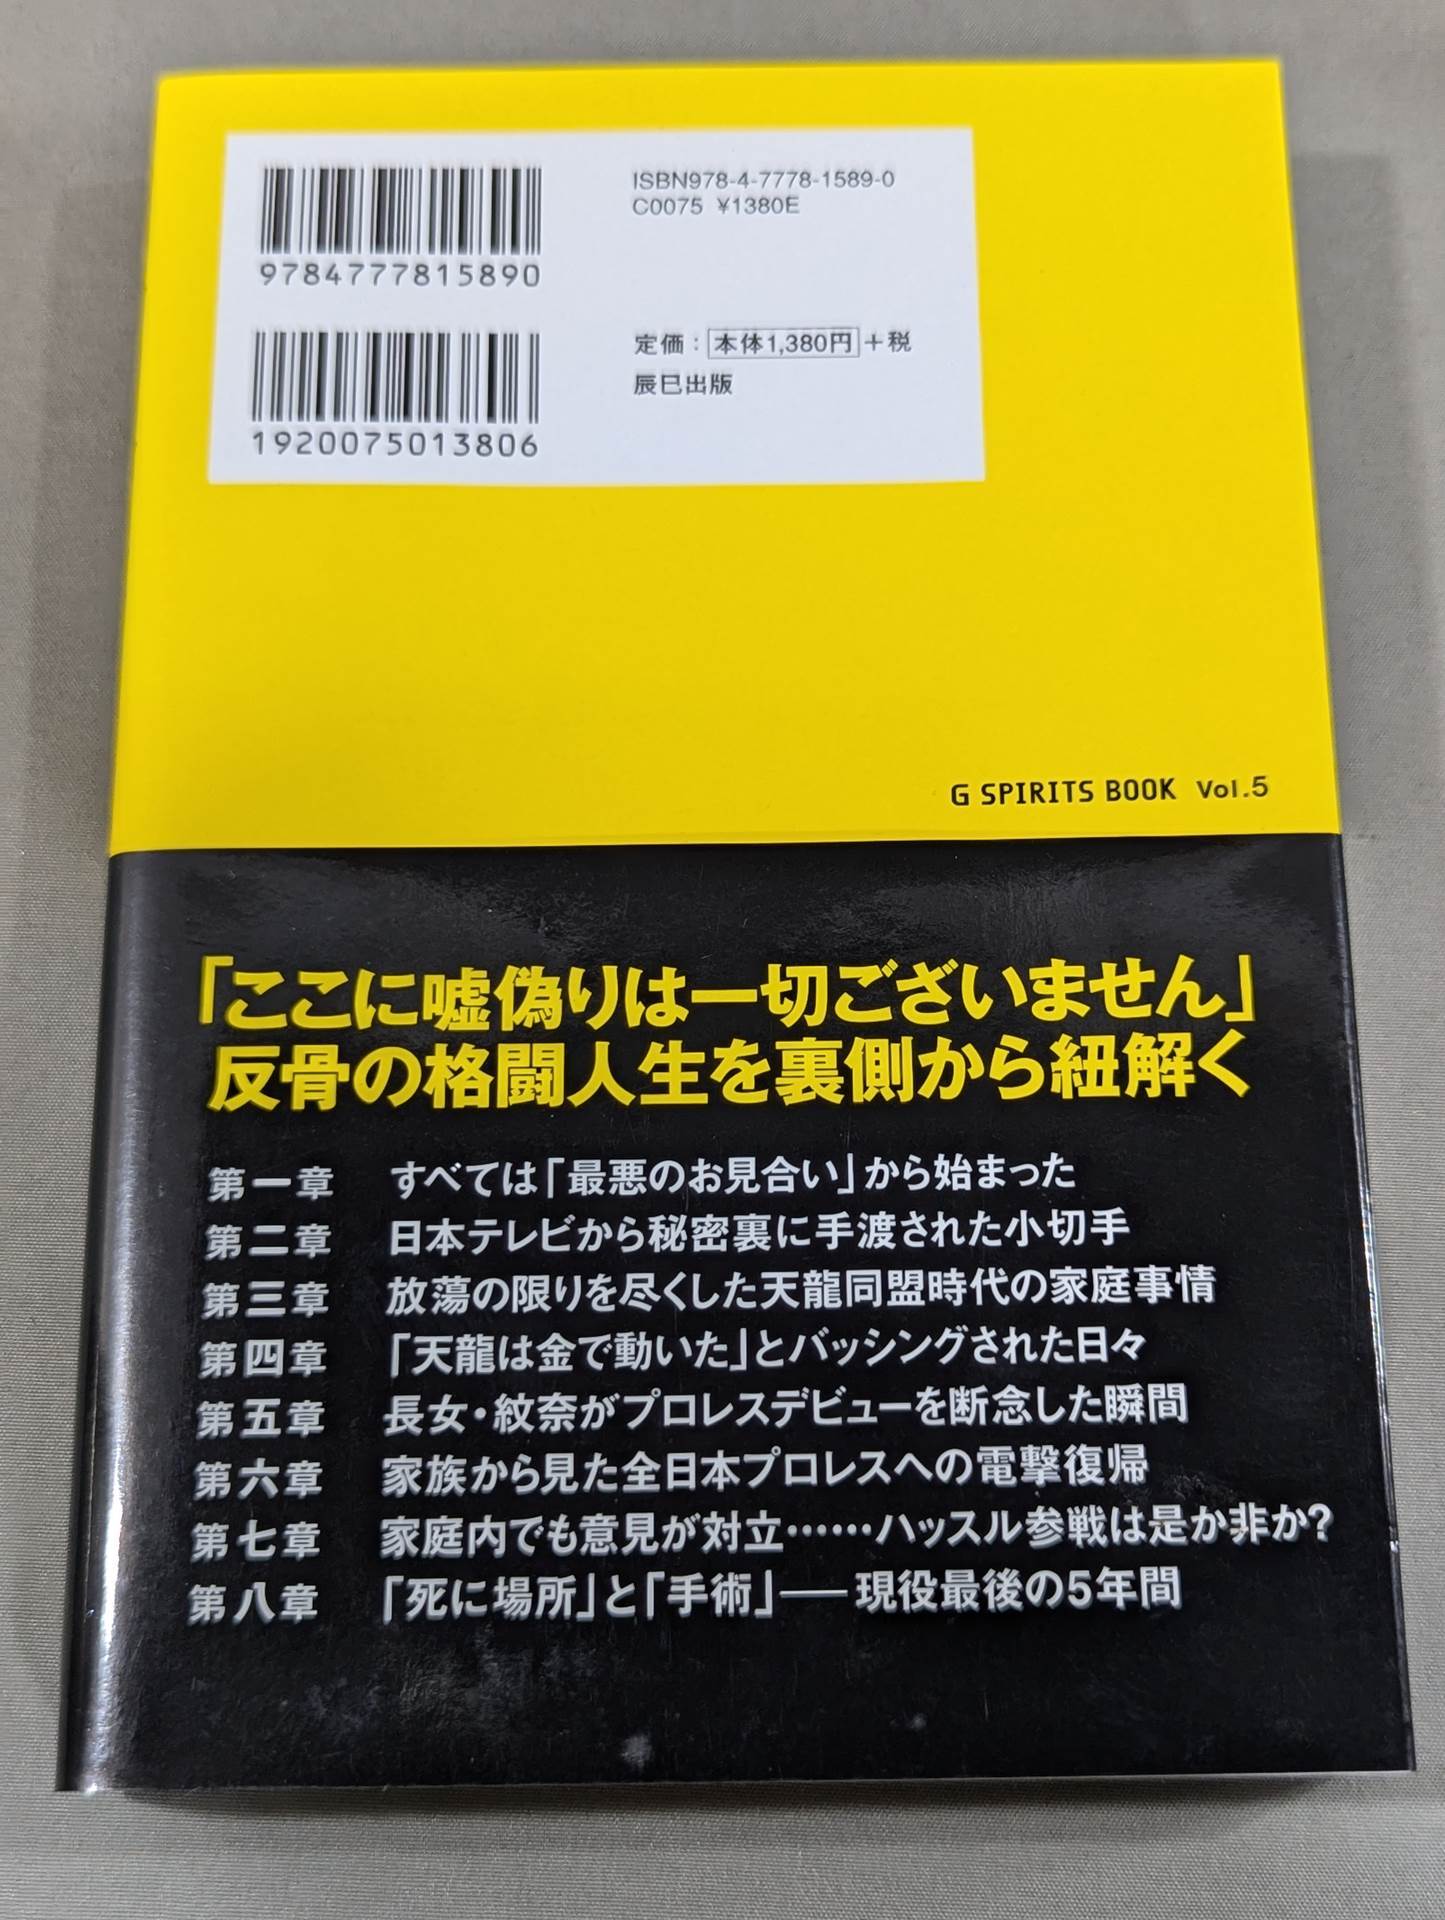 ISBN978-4-7778-1589-0
C0075 ¥1380E
9784777815890
定価：本体1,380円+税
辰巳出版
1920075013806
G SPIRITS BOOK Vol.5
「ここに嘘偽りは一切ございません」
反骨の格闘人生を裏側から紐解く
第一章 すべては「最悪のお見合い」から始まった
第二章 日本テレビから秘密裏に手渡された小切手
第三章 放蕩の限りを尽くした天龍同盟時代の家庭事情
第四章 「天龍は金で動いた」とバッシングされた日々
第五章 長女・紋奈がプロレスデビューを断念した瞬間
第六章 家族から見た全日本プロレスへの電撃復帰
第七章 家庭内でも意見が対立……ハッスル参戦は是か非か?
第八章 「死に場所」と「手術」──現役最後の5年間